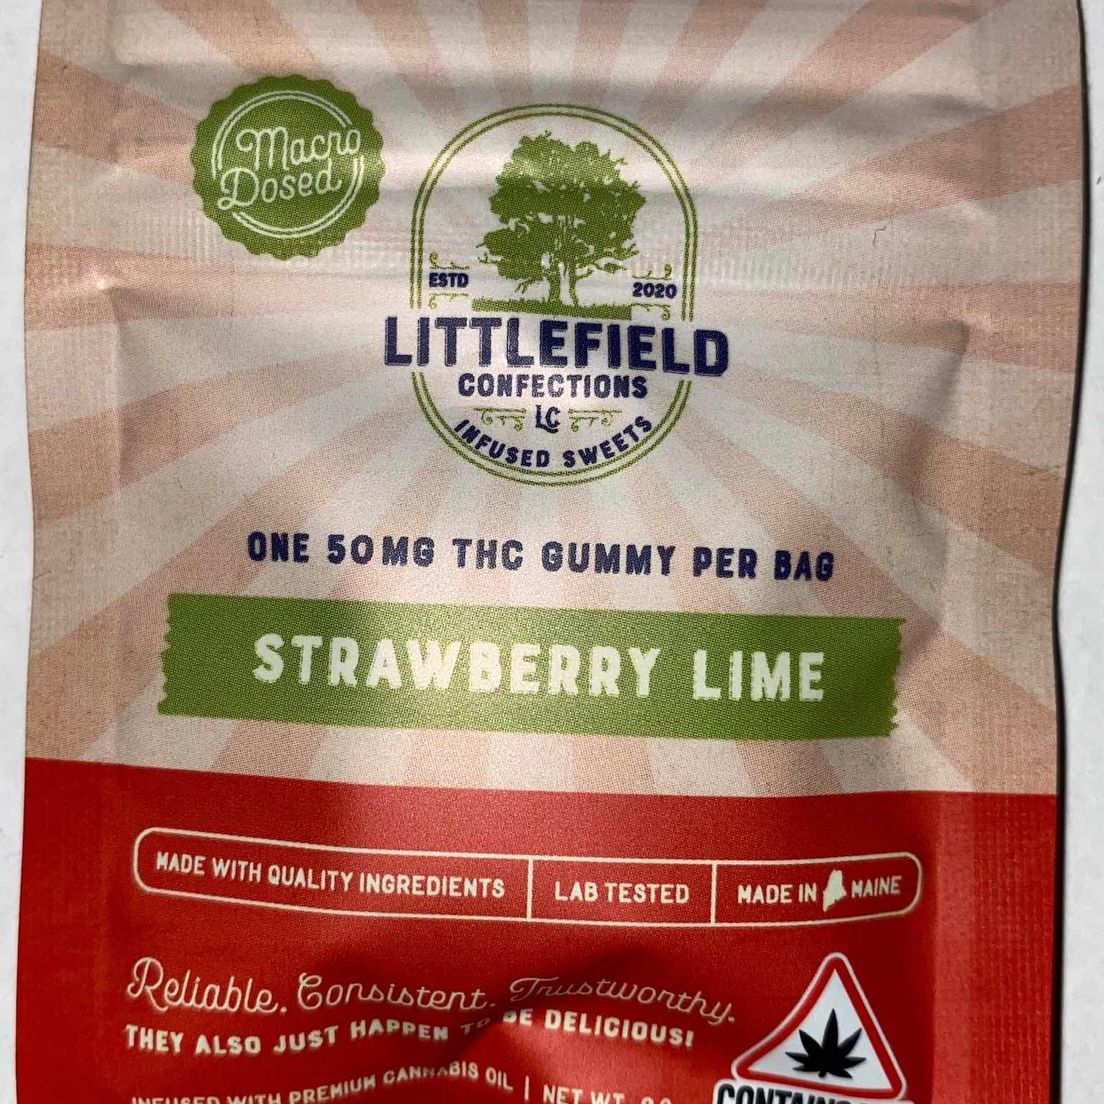 Macro
Dosed
ESTD
2020
LITTLEFIELD
CONFECTIONS
LC
INFUSED SWEETS
ONE 50MG THC GUMMY PER BAG
STRAWBERRY LIME
MADE WITH QUALITY INGREDIENTS
LAB TESTED
MADE IN MAINE
Reliable. Consistent. Trustworthy.
THEY ALSO JUST HAPPEN TO BE DELICIOUS!
INFUSED WITH PREMIUM CANNABIS OIL | NET WT.